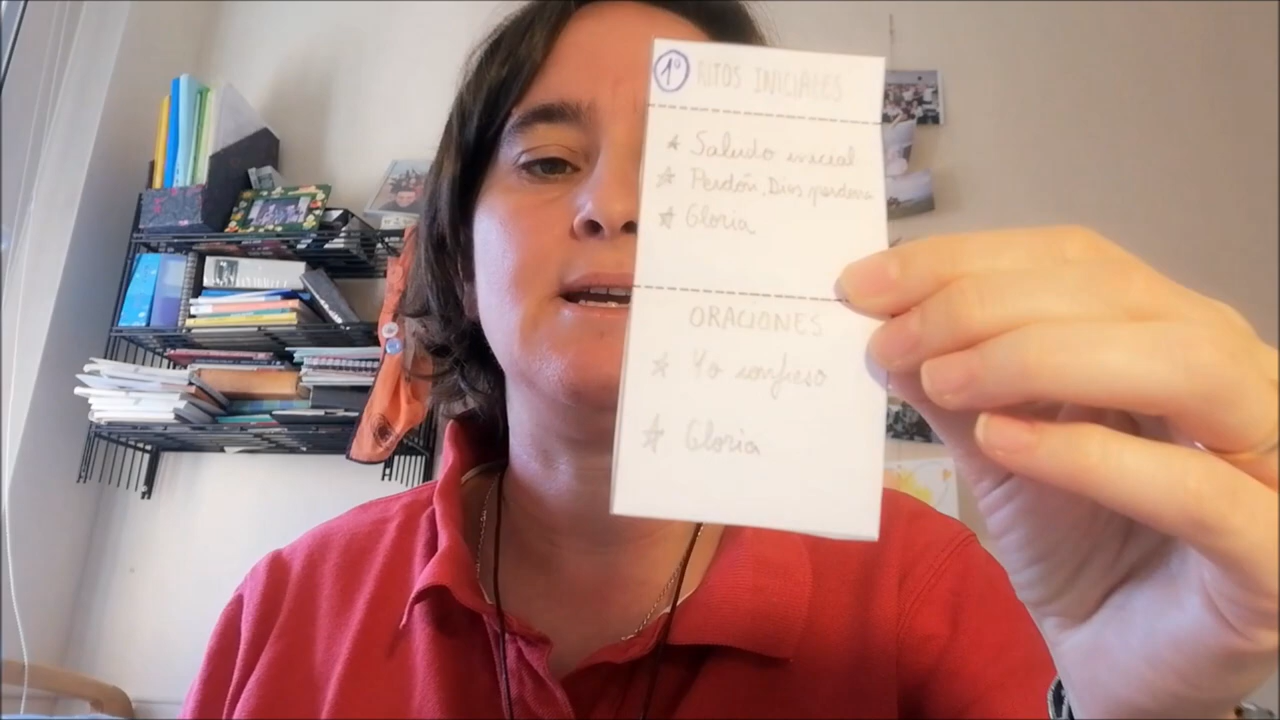 1º RITOS INICIALES
★ Saludo inicial
★ Perdón, Dios perdona
★ Gloria
ORACIONES
★ Yo confieso
★ Gloria